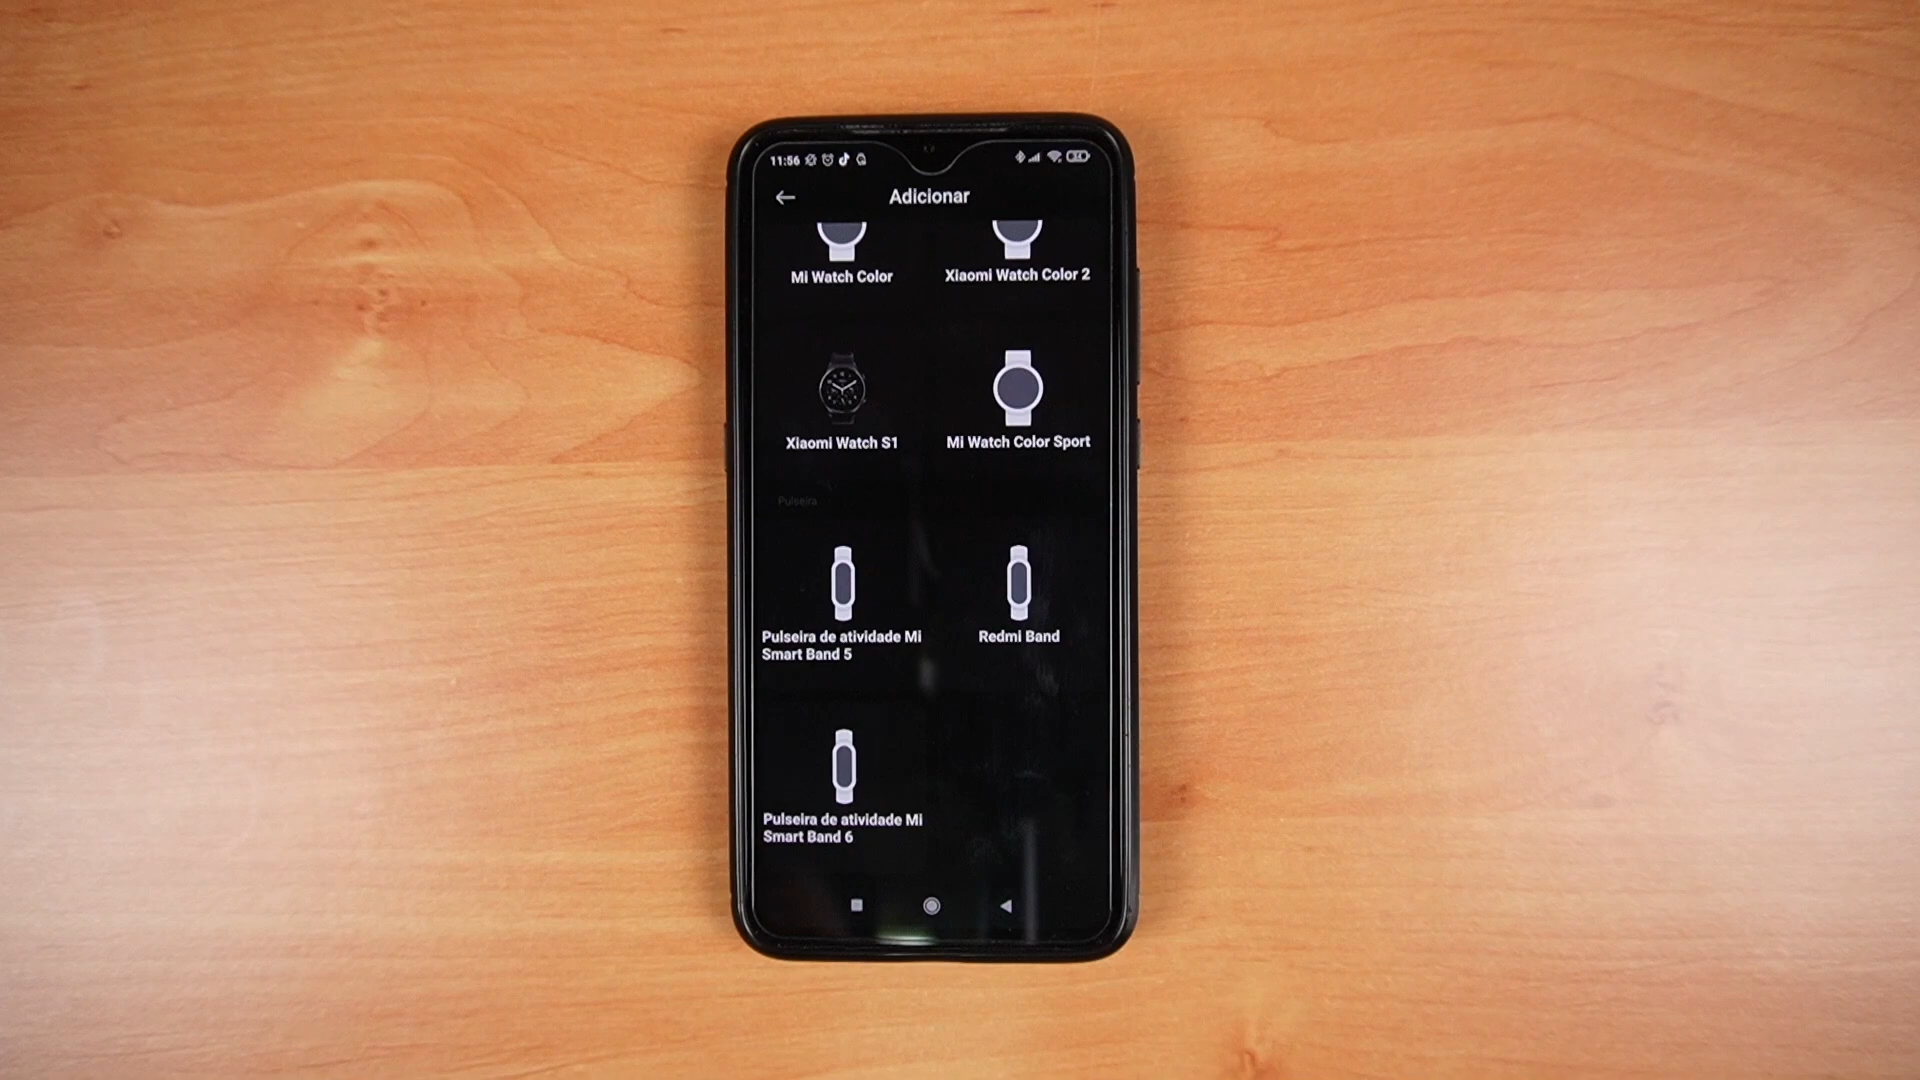 11:56
Adicionar
Mi Watch Color
Xiaomi Watch Color 2
Xiaomi Watch S1
Mi Watch Color Sport
Pulseira
Pulseira de atividade Mi
Smart Band 5
Redmi Band
Pulseira de atividade Mi
Smart Band 6